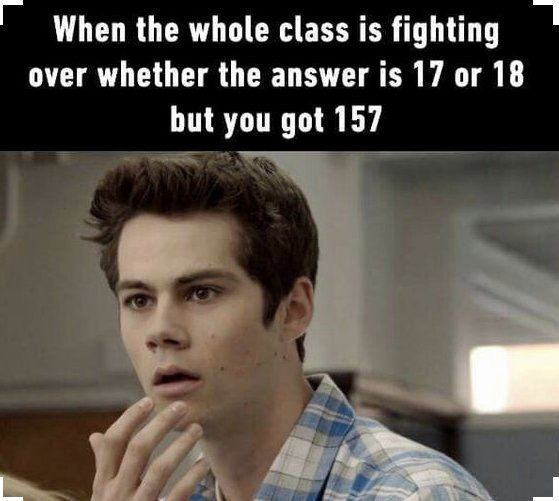 When the whole class is fighting
over whether the answer is 17 or 18
but you got 157